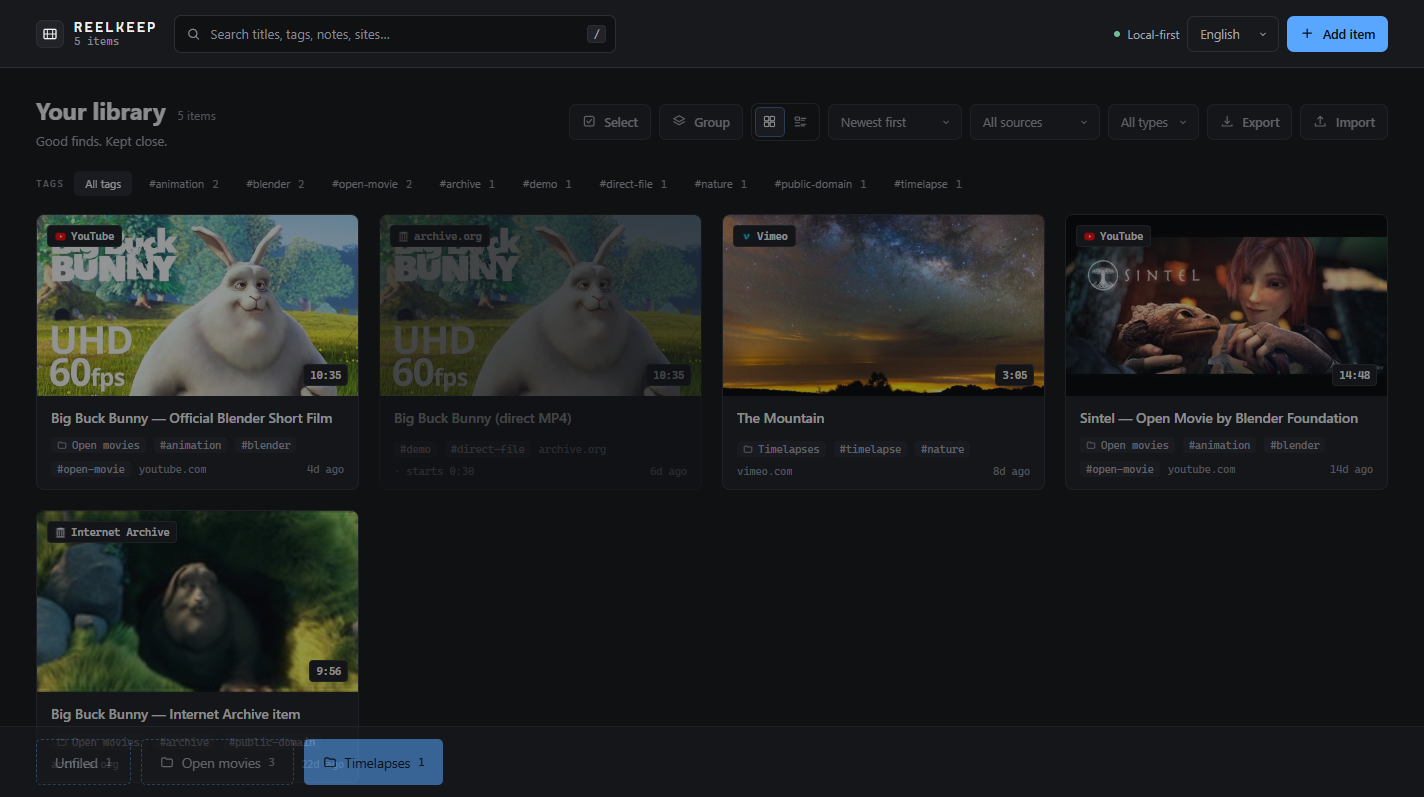 REELKEEP
5 items
Search titles, tags, notes, sites...
/
Local-first
English
Add item
Your library 5 items
Good finds. Kept close.
Select
Group
Newest first
All sources
All types
Export
Import
TAGS All tags #animation 2 #blender 2 #open-movie 2 #archive 1 #demo 1 #direct-file 1 #nature 1 #public-domain 1 #timelapse 1
YouTube
Big Buck
BUNNY
UHD
60fps
10:35
Big Buck Bunny — Official Blender Short Film
Open movies #animation #blender
#open-movie youtube.com 4d ago
archive.org
Big Buck
BUNNY
UHD
60fps
10:35
Big Buck Bunny (direct MP4)
#demo #direct-file archive.org
· starts 0:30 6d ago
Vimeo
3:05
The Mountain
Timelapses #timelapse #nature
vimeo.com 8d ago
YouTube
SINTEL
14:48
Sintel — Open Movie by Blender Foundation
Open movies #animation #blender
#open-movie youtube.com 14d ago
Internet Archive
9:56
Big Buck Bunny — Internet Archive item
Open movies #archive #public-domain
Unfiled 1
Open movies 3
Timelapses 1